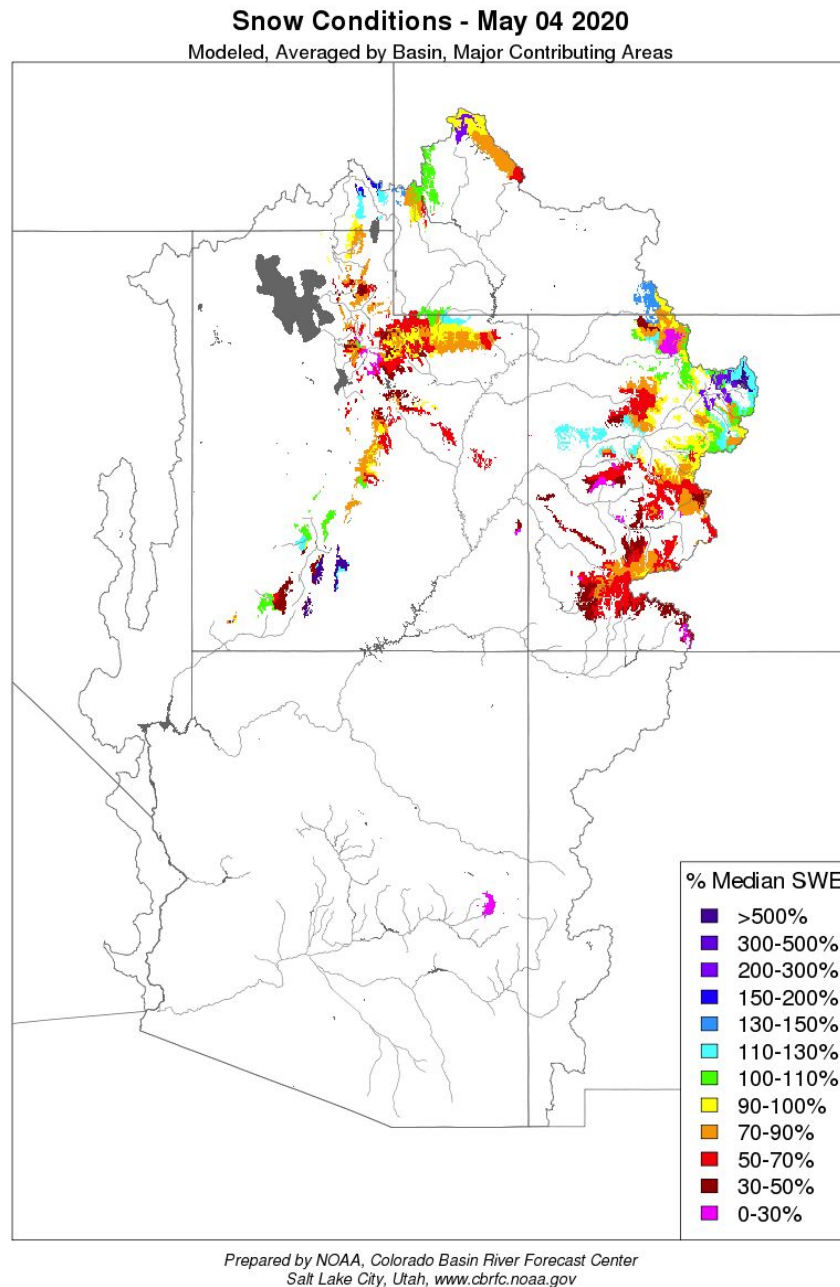 Snow Conditions - May 04 2020
Modeled, Averaged by Basin, Major Contributing Areas
% Median SWE
>500%
300-500%
200-300%
150-200%
130-150%
110-130%
100-110%
90-100%
70-90%
50-70%
30-50%
0-30%
Prepared by NOAA, Colorado Basin River Forecast Center
Salt Lake City, Utah, www.cbrfc.noaa.gov